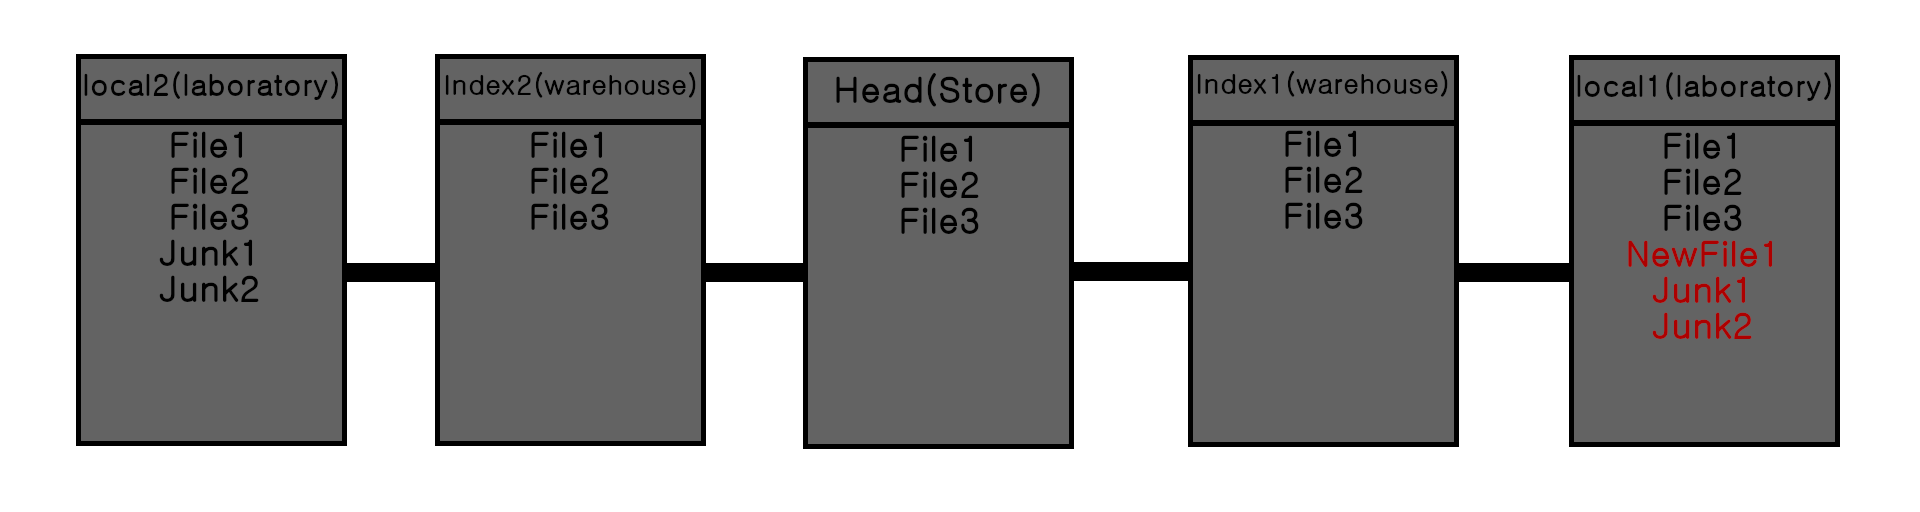 local2(laboratory)
File1
File2
File3
Junk1
Junk2
Index2(warehouse)
File1
File2
File3
Head(Store)
File1
File2
File3
Index1(warehouse)
File1
File2
File3
local1(laboratory)
File1
File2
File3
NewFile1
Junk1
Junk2